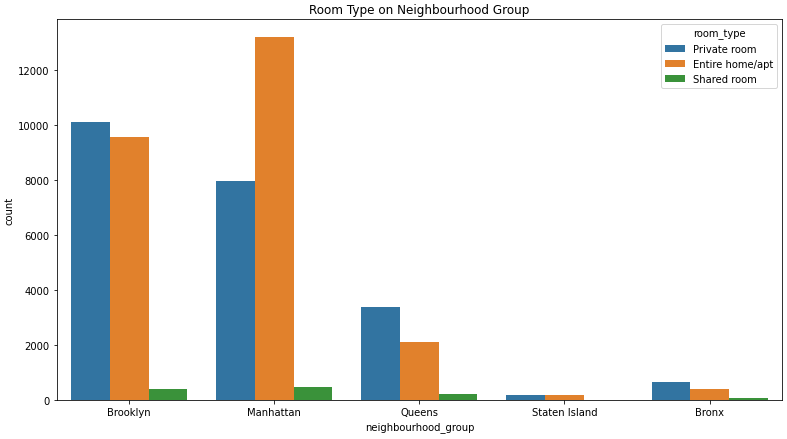 Room Type on Neighbourhood Group
room_type
Private room
Entire home/apt
Shared room
count
12000
10000
8000
6000
4000
2000
0
Brooklyn
Manhattan
Queens
Staten Island
Bronx
neighbourhood_group